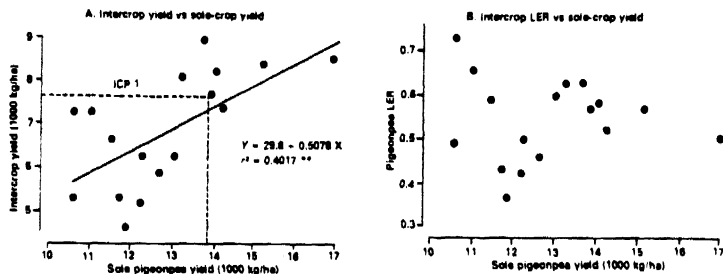 A. Intercrop yield vs sole-crop yield
Intercrop yield (1000 kg/ha)
9
8
7
6
5
ICP 1
Y = 29.8 + 0.5078 X
r² = 0.4017 **
10 11 12 13 14 15 16 17
Sole pigeonpea yield (1000 kg/ha)
B. Intercrop LER vs sole-crop yield
Pigeonpea LER
0.7
0.6
0.5
0.4
0.3
10 11 12 13 14 15 16 17
Sole pigeonpea yield (1000 kg/ha)